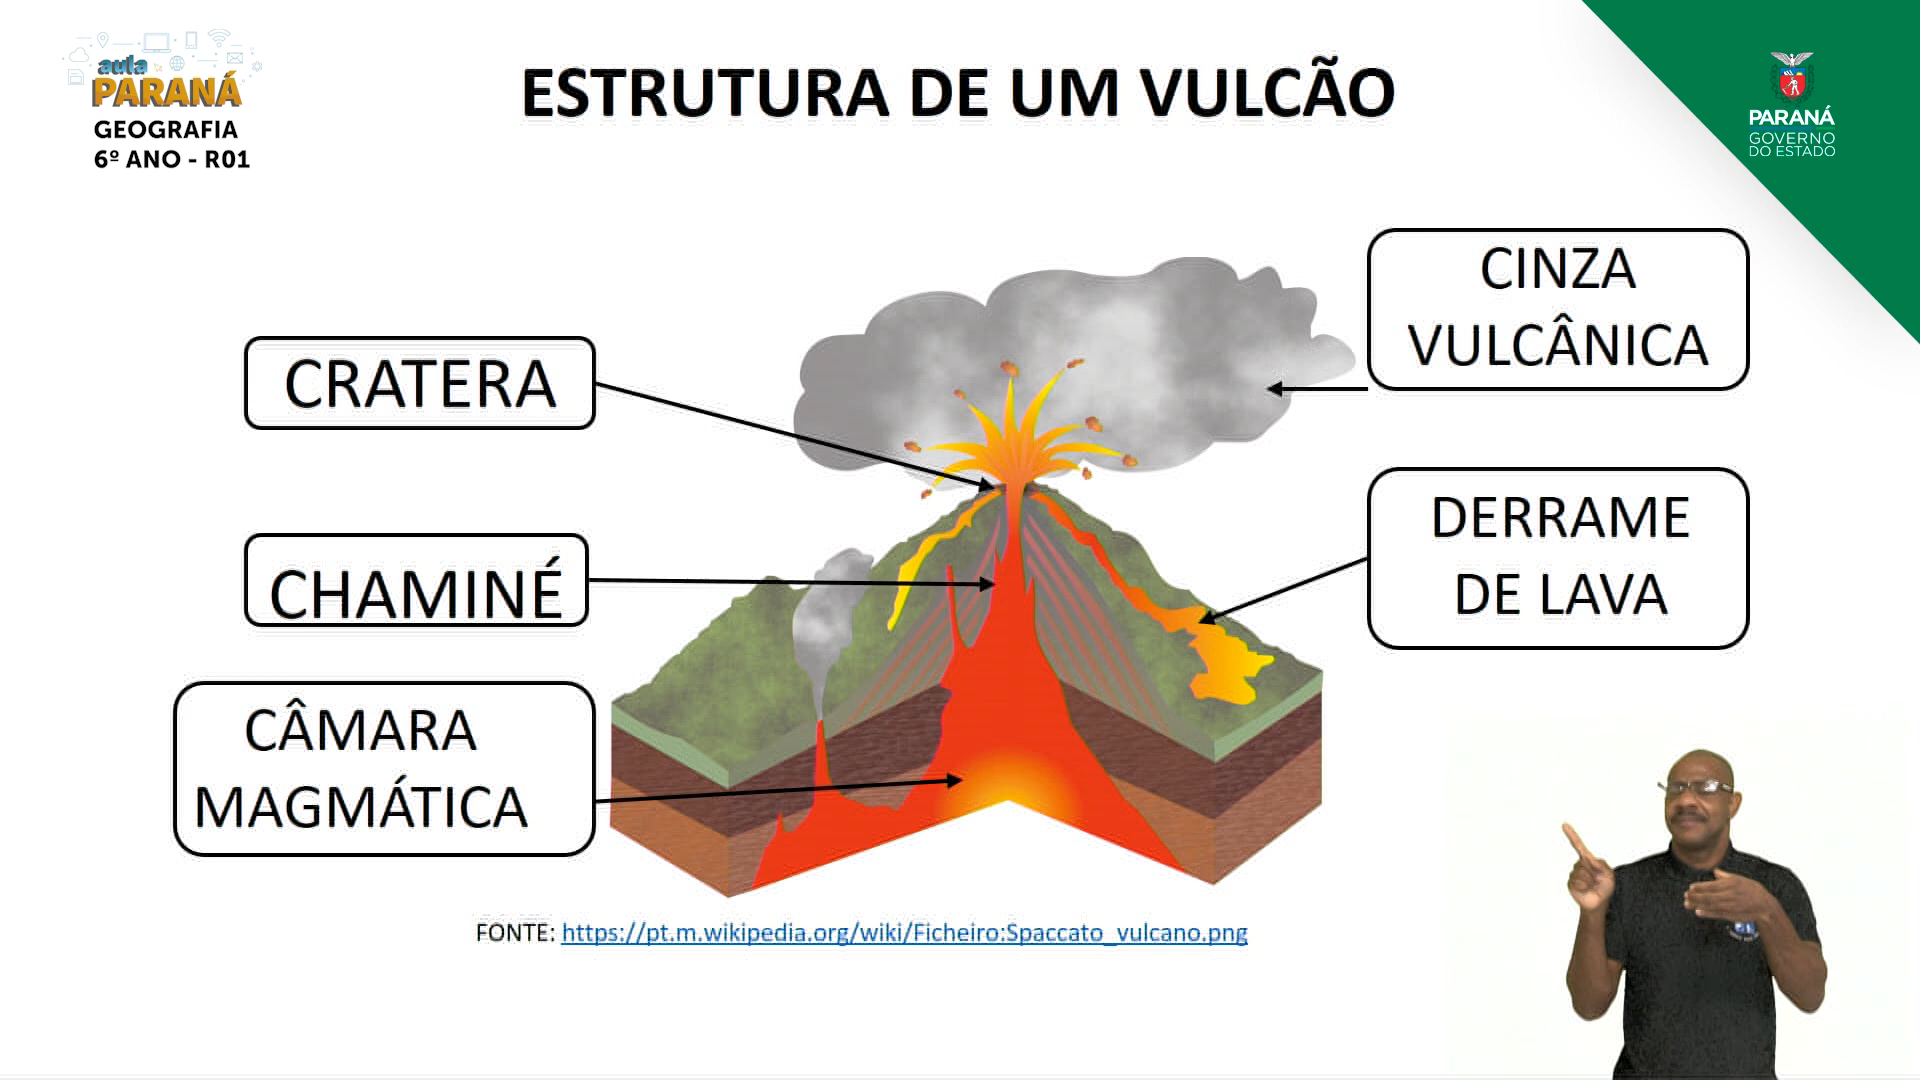 aula
PARANÁ
GEOGRAFIA
6º ANO - R01
ESTRUTURA DE UM VULCÃO
PARANÁ
GOVERNO
DO ESTADO
CINZA
VULCÂNICA
CRATERA
DERRAME
DE LAVA
CHAMINÉ
CÂMARA
MAGMÁTICA
FONTE: https://pt.m.wikipedia.org/wiki/Ficheiro:Spaccato_vulcano.png